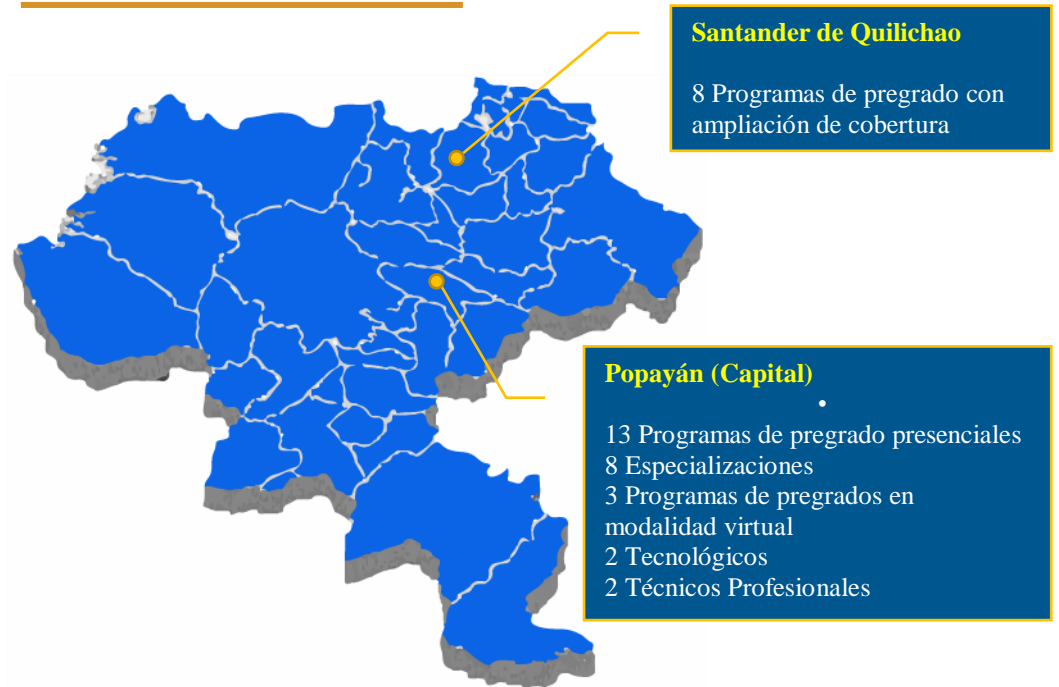 Santander de Quilichao
8 Programas de pregrado con
ampliación de cobertura
Popayán (Capital)
13 Programas de pregrado presenciales
8 Especializaciones
3 Programas de pregrados en
modalidad virtual
2 Tecnológicos
2 Técnicos Profesionales